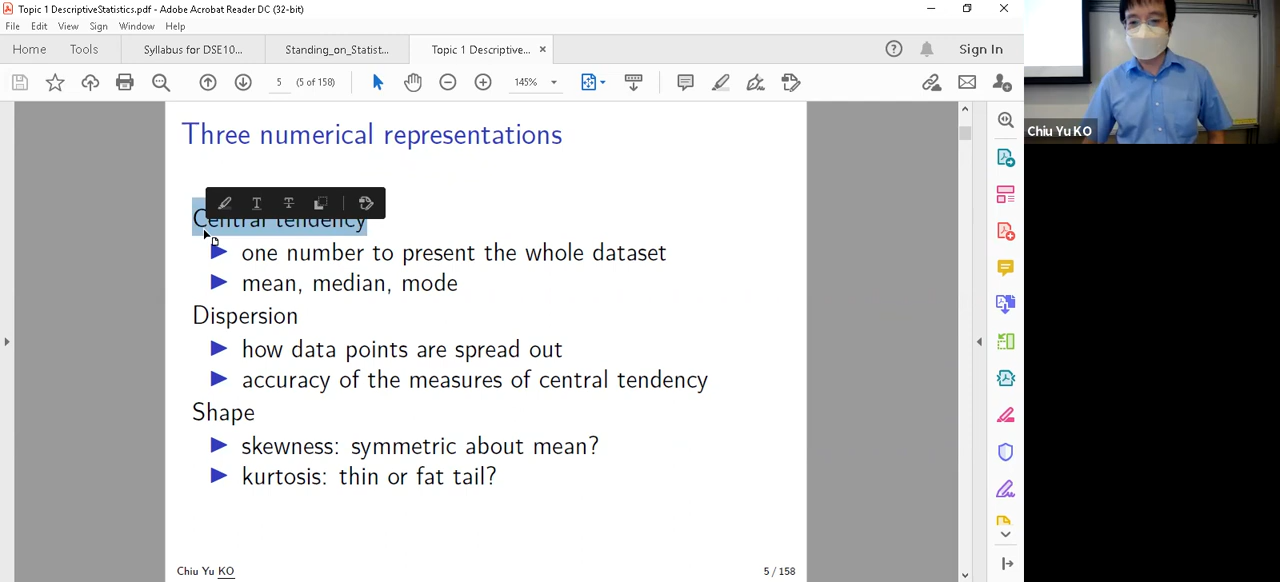 Topic 1 DescriptiveStatistics.pdf - Adobe Acrobat Reader DC (32-bit)
File Edit View Sign Window Help
Home Tools Syllabus for DSE10... Standing_on_Statist... Topic 1 Descriptive... Sign In
5 (5 of 158) 145%
Three numerical representations
Central tendency
one number to present the whole dataset
mean, median, mode
Dispersion
how data points are spread out
accuracy of the measures of central tendency
Shape
skewness: symmetric about mean?
kurtosis: thin or fat tail?
Chiu Yu KO 5 / 158
Chiu Yu KO